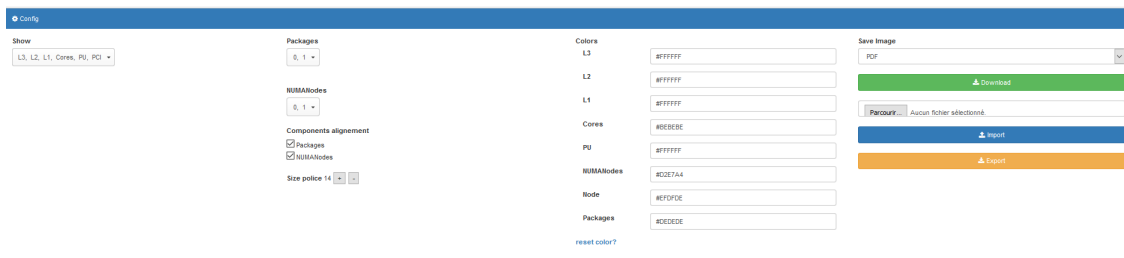 Config
Show
L3, L2, L1, Cores, PU, PCI
Packages
0, 1
NUMANodes
0, 1
Components alignment
Packages
NUMANodes
Size police 14 + -
Colors
L3 #FFFFFF
L2 #FFFFFF
L1 #FFFFFF
Cores #BEBEBE
PU #FFFFFF
NUMANodes #D2E7A4
Node #EFDFDE
Packages #DEDEDE
reset color?
Save Image
PDF
Download
Parcourir... Aucun fichier sélectionné.
Import
Export